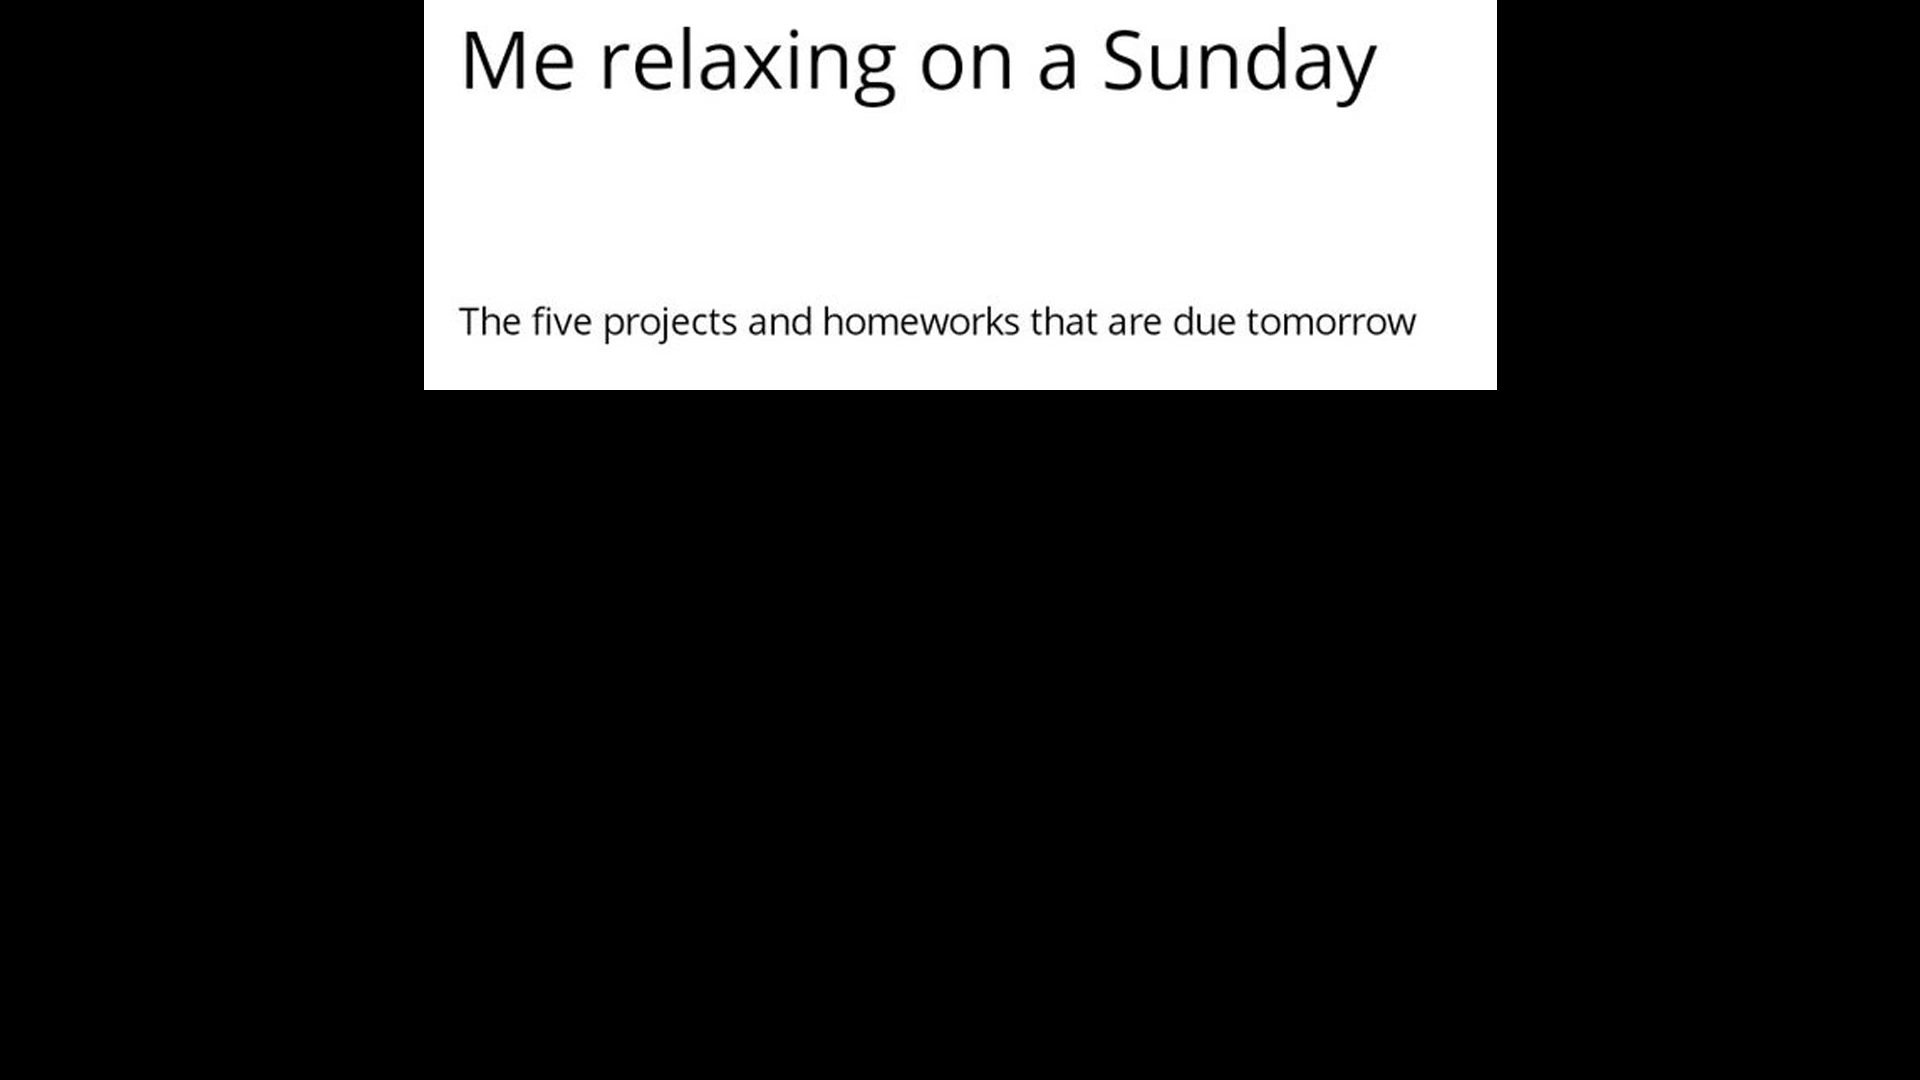 Me relaxing on a Sunday
The five projects and homeworks that are due tomorrow